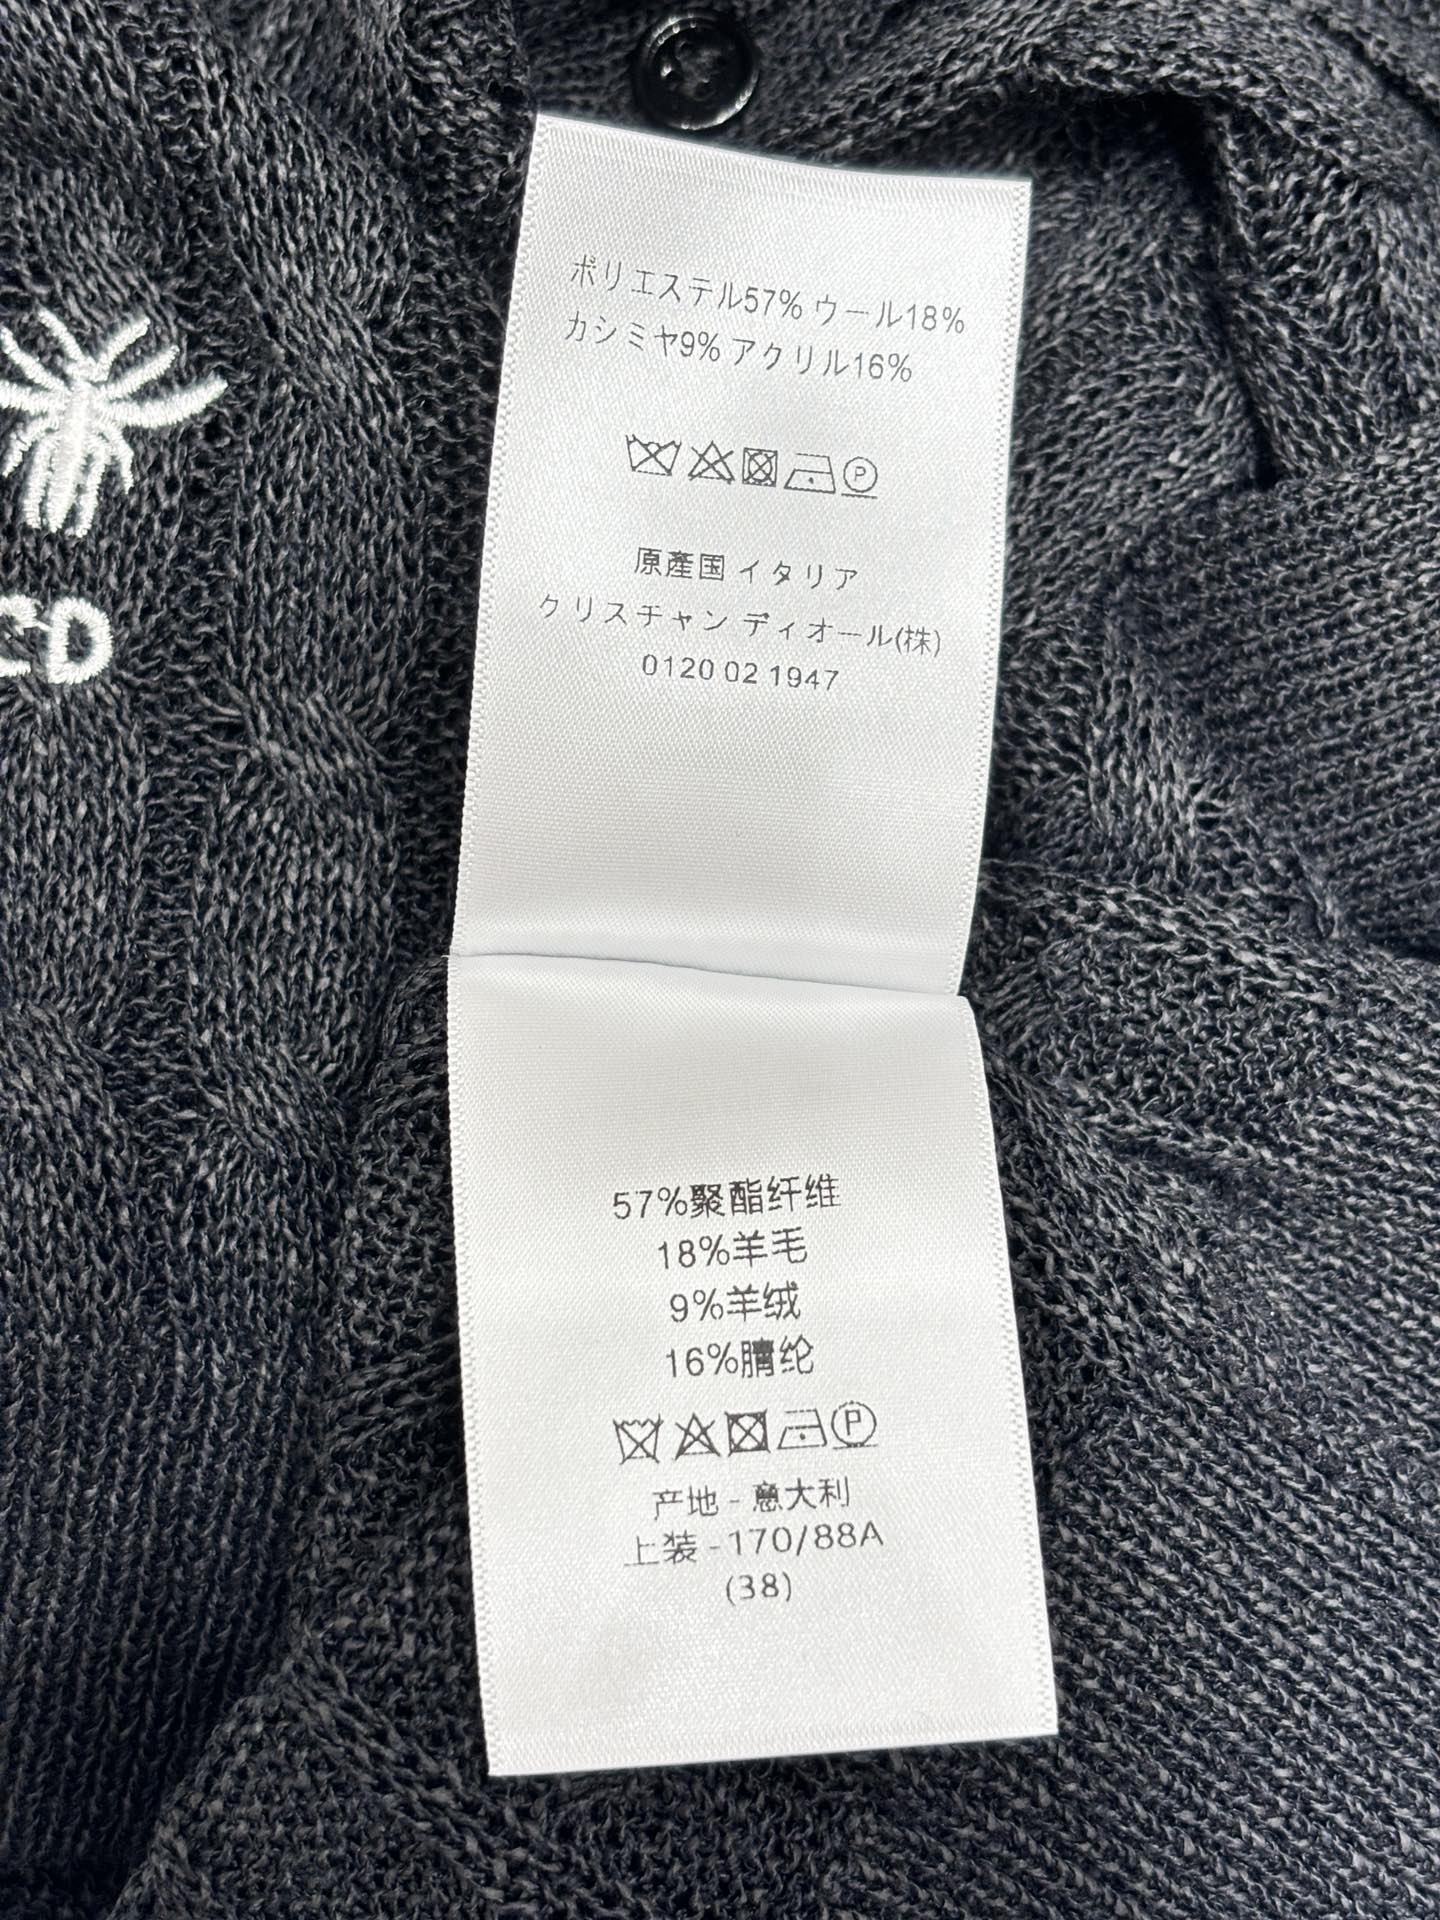 ポリエステル57% ウール18%
カシミヤ9% アクリル16%
P
原產国 イタリア
クリスチャン ディオール(株)
0120 02 1947
CD
57%聚酯纤维
18%羊毛
9%羊绒
16%腈纶
P
产地 - 意大利
上装 - 170/88A
(38)